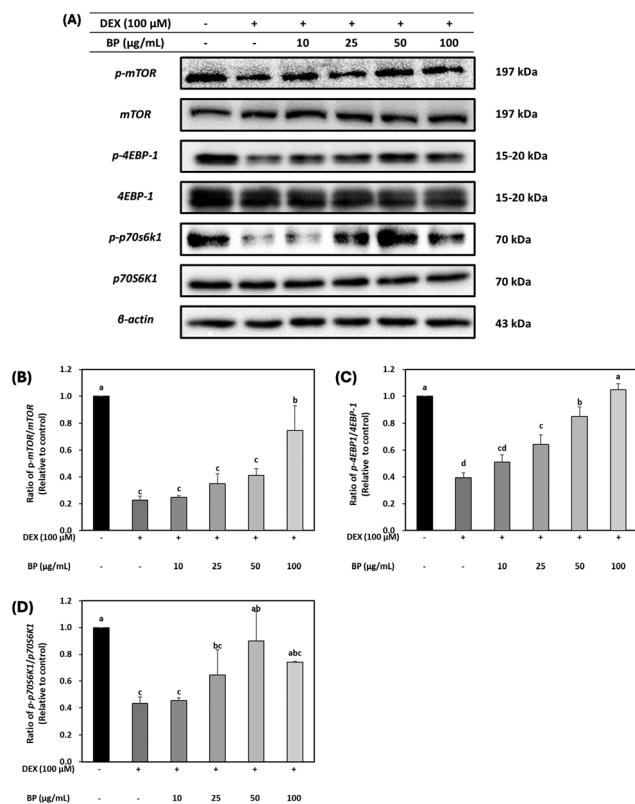 (A)
DEX (100 µM) - + + + + +
BP (µg/mL) - - 10 25 50 100
p-mTOR 197 kDa
mTOR 197 kDa
p-4EBP-1 15-20 kDa
4EBP-1 15-20 kDa
p-p70s6k1 70 kDa
p70S6K1 70 kDa
β-actin 43 kDa
(B)
Ratio of p-mTOR/mTOR
(Relative to control)
1.2
1.0
0.8
0.6
0.4
0.2
0.0
a c c c c b
DEX (100 µM) - + + + + +
BP (µg/mL) - - 10 25 50 100
(C)
Ratio of p-4EBP1/4EBP-1
(Relative to control)
1.2
1.0
0.8
0.6
0.4
0.2
0.0
a d cd c b a
DEX (100 µM) - + + + + +
BP (µg/mL) - - 10 25 50 100
(D)
Ratio of p-p70S6K1/p70S6K1
(Relative to control)
1.2
1.0
0.8
0.6
0.4
0.2
0.0
a c c bc ab abc
DEX (100 µM) - + + + + +
BP (µg/mL) - - 10 25 50 100